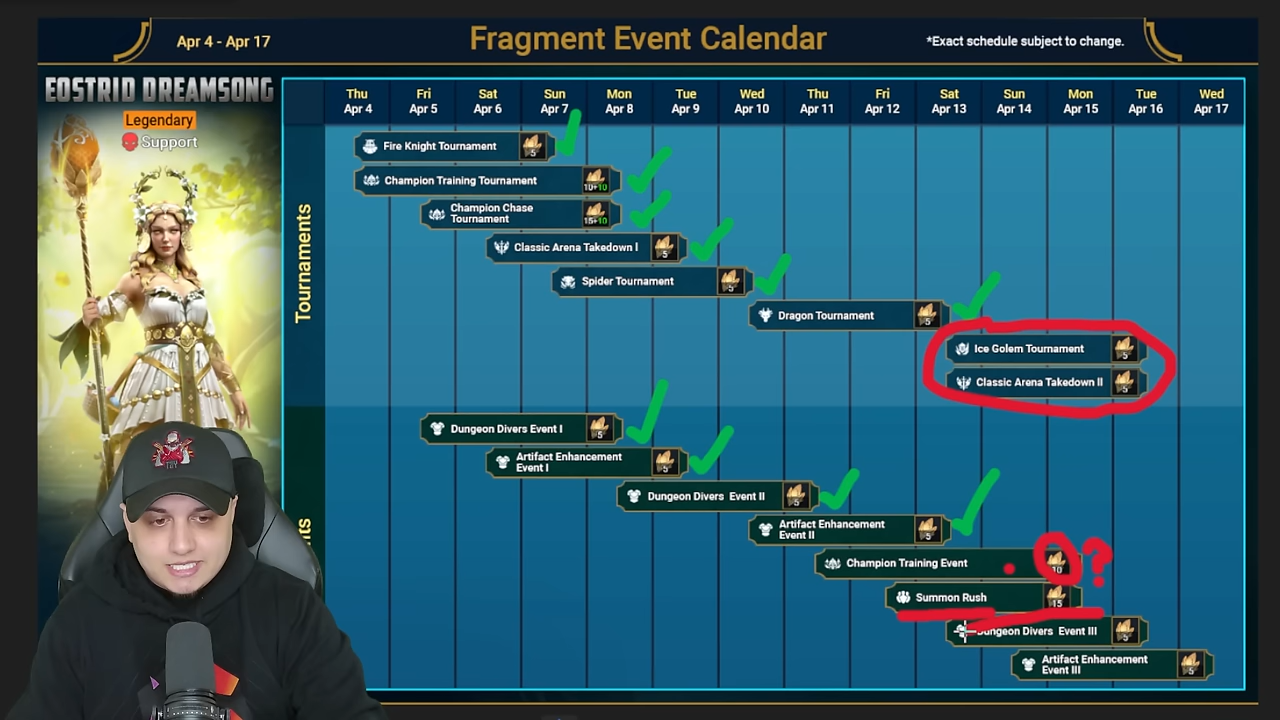 Apr 4 - Apr 17
Fragment Event Calendar
*Exact schedule subject to change.
EOSTRID DREAMSONG
Legendary
Support
Thu Fri Sat Sun Mon Tue Wed Thu Fri Sat Sun Mon Tue Wed
Apr 4 Apr 5 Apr 6 Apr 7 Apr 8 Apr 9 Apr 10 Apr 11 Apr 12 Apr 13 Apr 14 Apr 15 Apr 16 Apr 17
Tournaments
Fire Knight Tournament 5
Champion Training Tournament 10+10
Champion Chase
Tournament 15+10
Classic Arena Takedown I 5
Spider Tournament 5
Dragon Tournament 5
Ice Golem Tournament 5
Classic Arena Takedown II 5
Dungeon Divers Event I 5
Artifact Enhancement
Event I 5
Dungeon Divers Event II 5
Artifact Enhancement
Event II 5
Champion Training Event 10 ?
Summon Rush 15
Dungeon Divers Event III 5
Artifact Enhancement
Event III 5